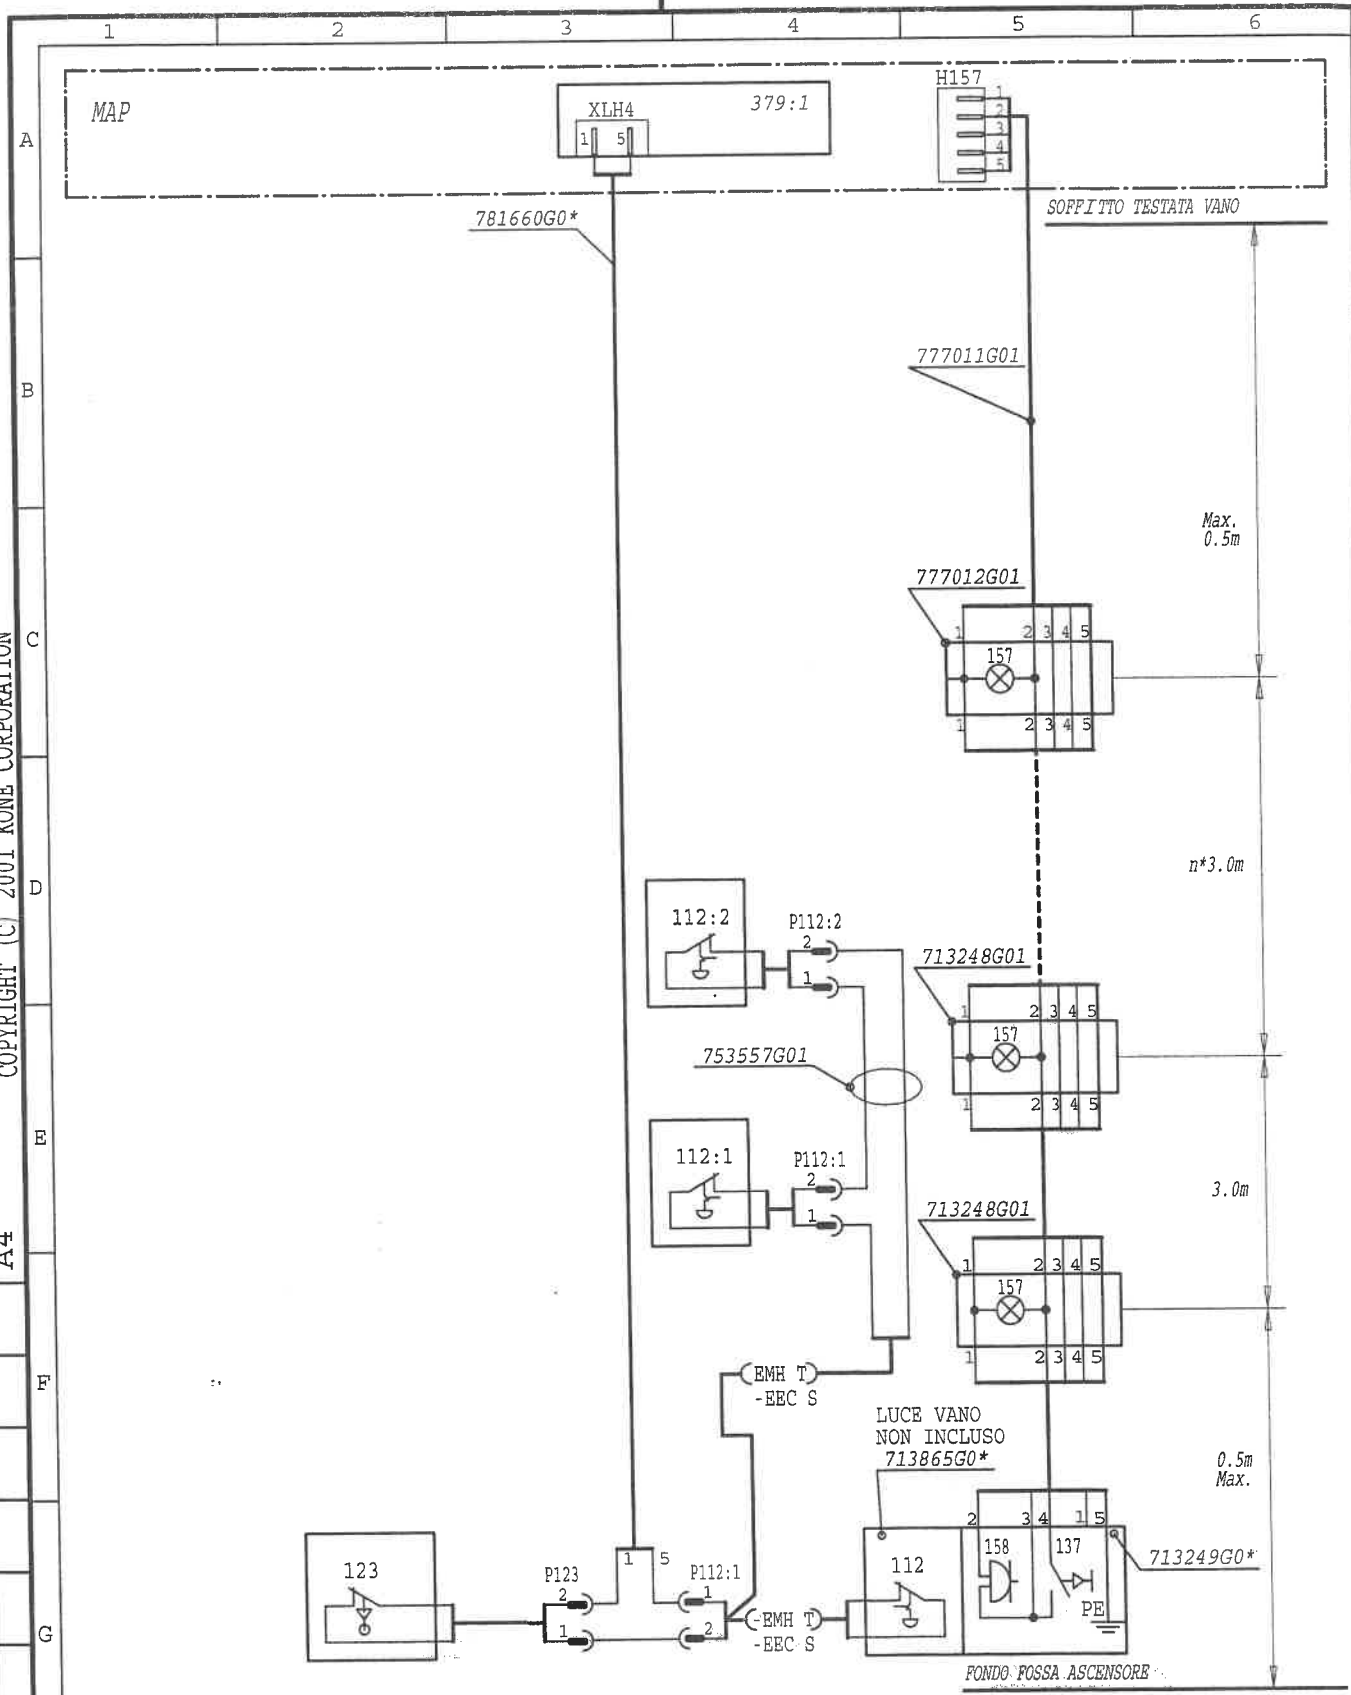 1 2 3 4 5 6
A
B
C
D
E
F
G
COPYRIGHT (C) 2001 KONE CORPORATION
A4
MAP
XLH4
379:1
1 5
H157
1
2
3
4
5
781660G0*
SOFFITTO TESTATA VANO
777011G01
Max.
0.5m
777012G01
1 2 3 4 5
157
1 2 3 4 5
n*3.0m
112:2
P112:2
2
1
713248G01
1 2 3 4 5
157
1 2 3 4 5
753557G01
112:1
P112:1
2
1
3.0m
713248G01
1 2 3 4 5
157
1 2 3 4 5
EMH T
-EEC S
LUCE VANO
NON INCLUSO
713865G0*
0.5m
Max.
2 3 4 1 5
158 137
PE
713249G0*
112
123
P123
2
1
1 5
P112:1
1
2
-EMH T
-EEC S
FONDO FOSSA ASCENSORE